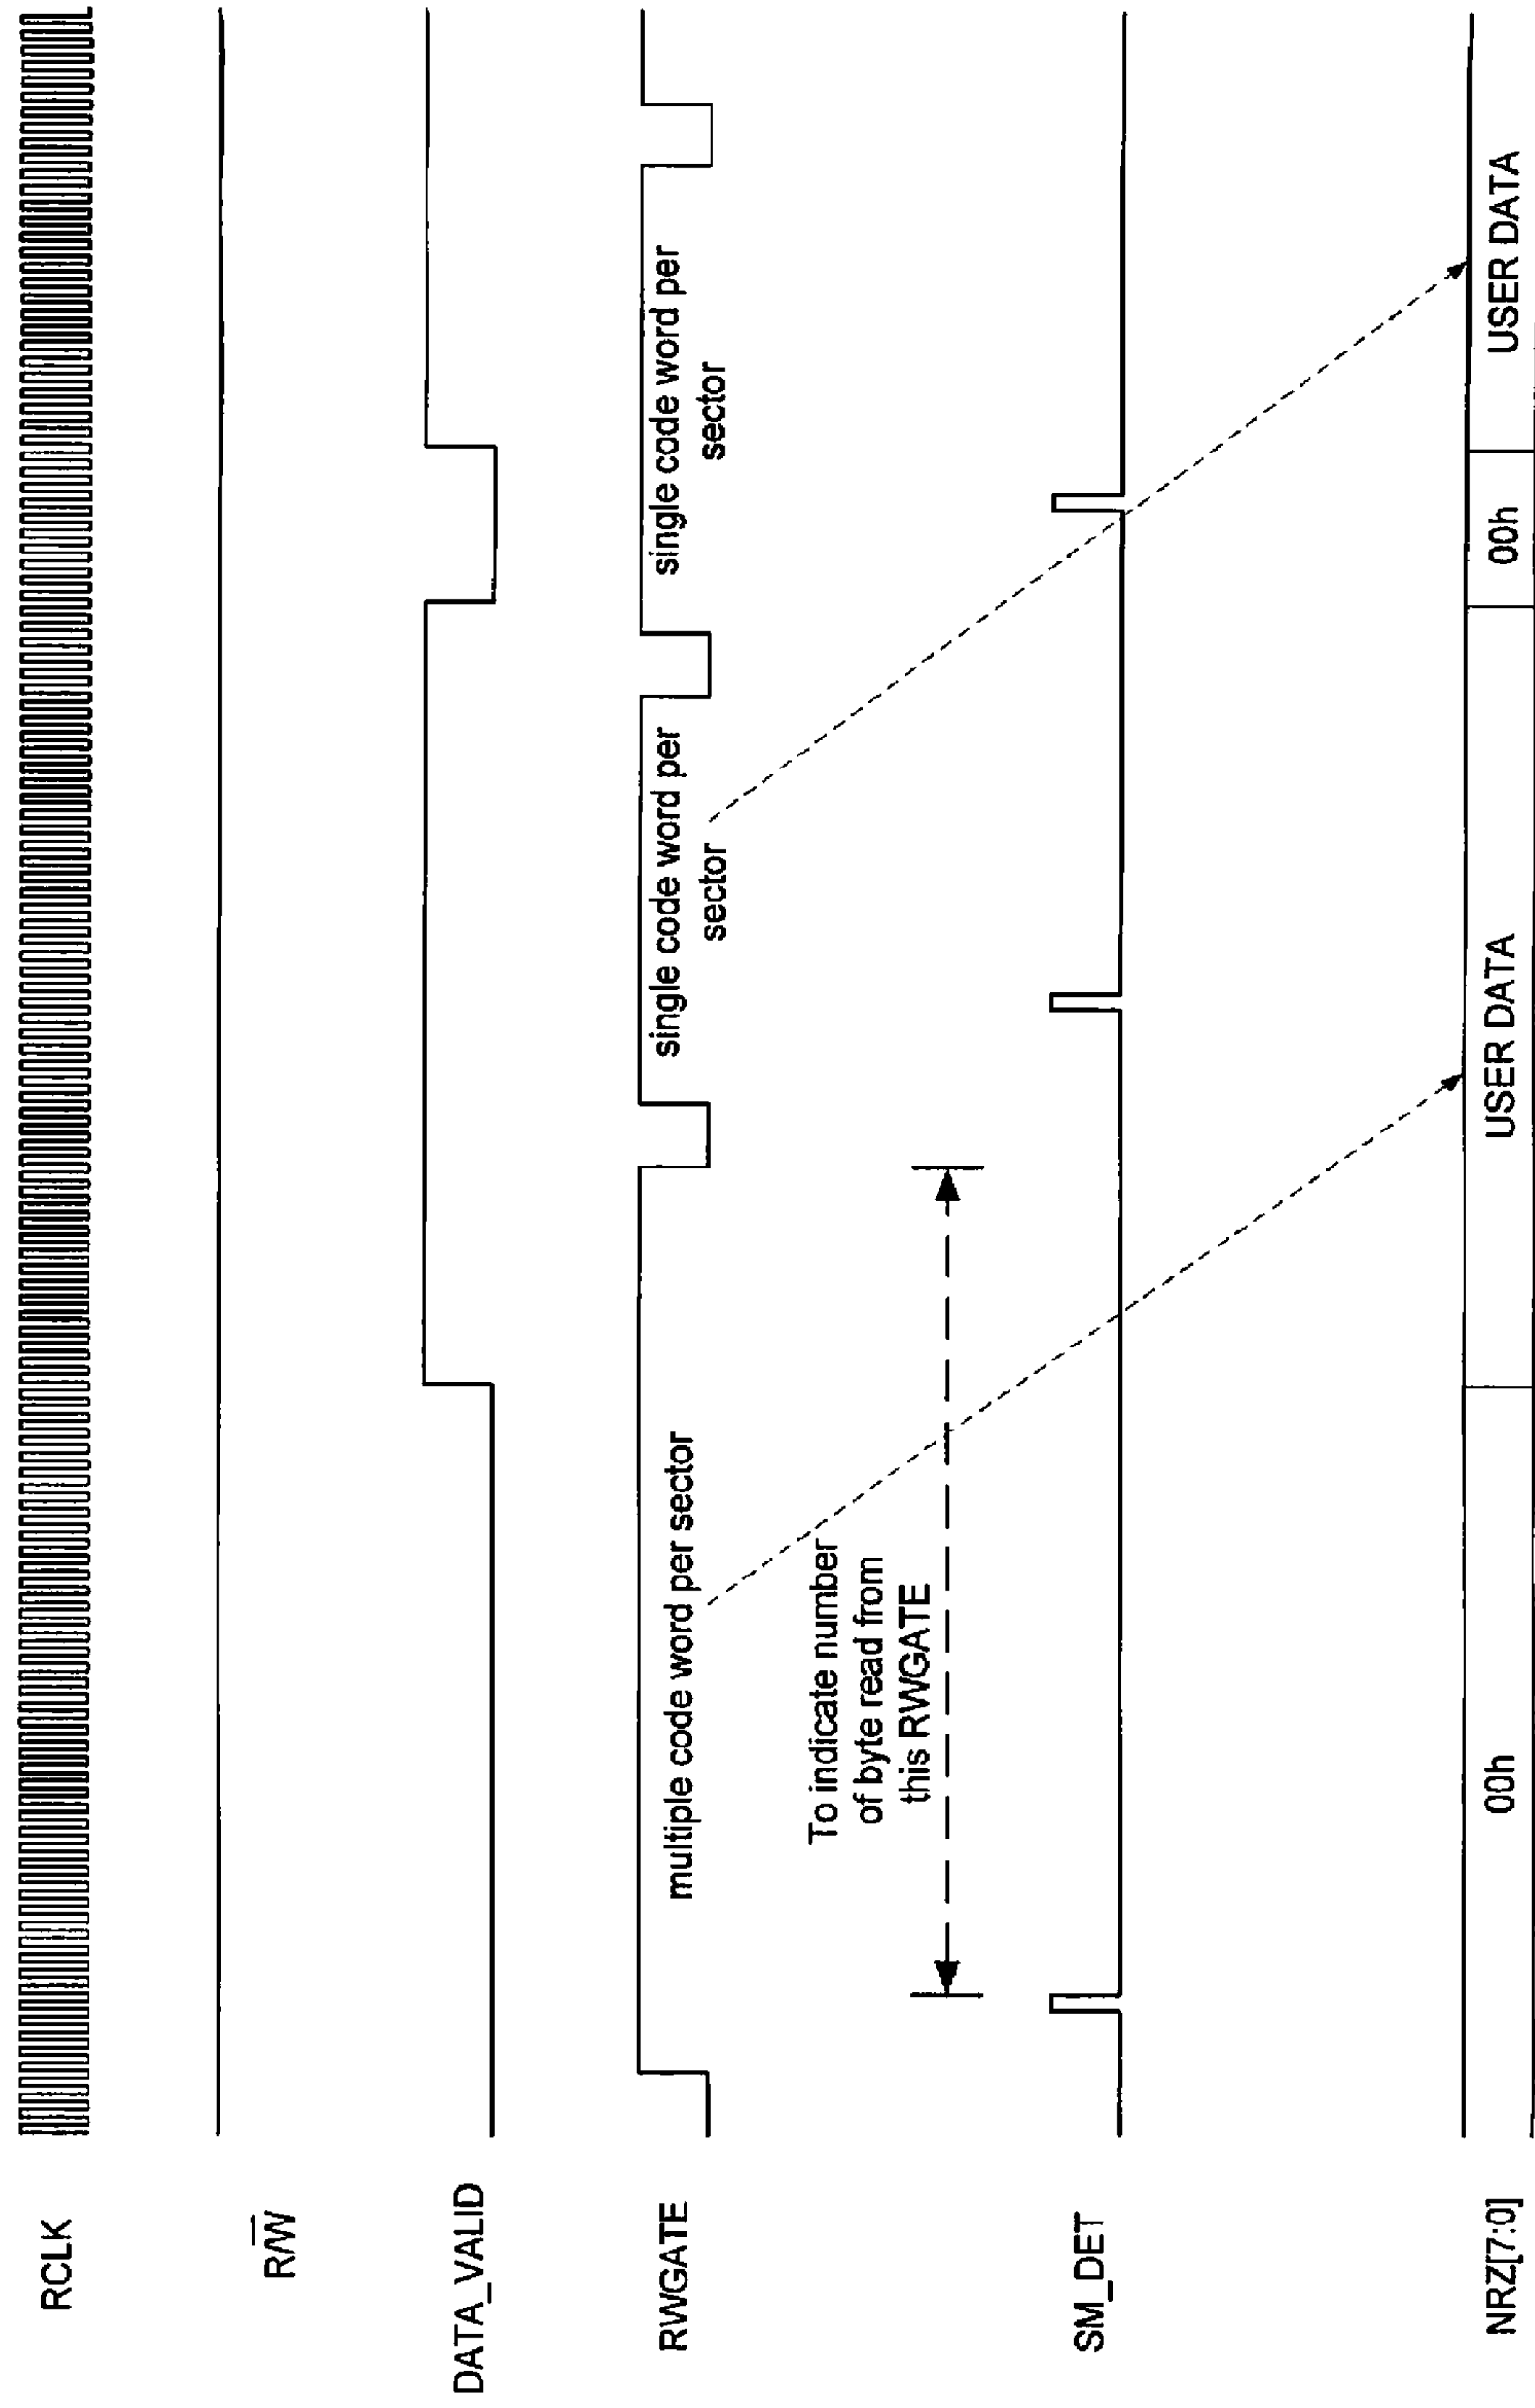 RCLK
R/W
DATA_VALID
RWGATE
multiple code word per sector
single code word per
sector
single code word per
sector
To indicate number
of byte read from
this RWGATE
SM_DET
NRZ[7:0]
00h
USER DATA
00h
USER DATA